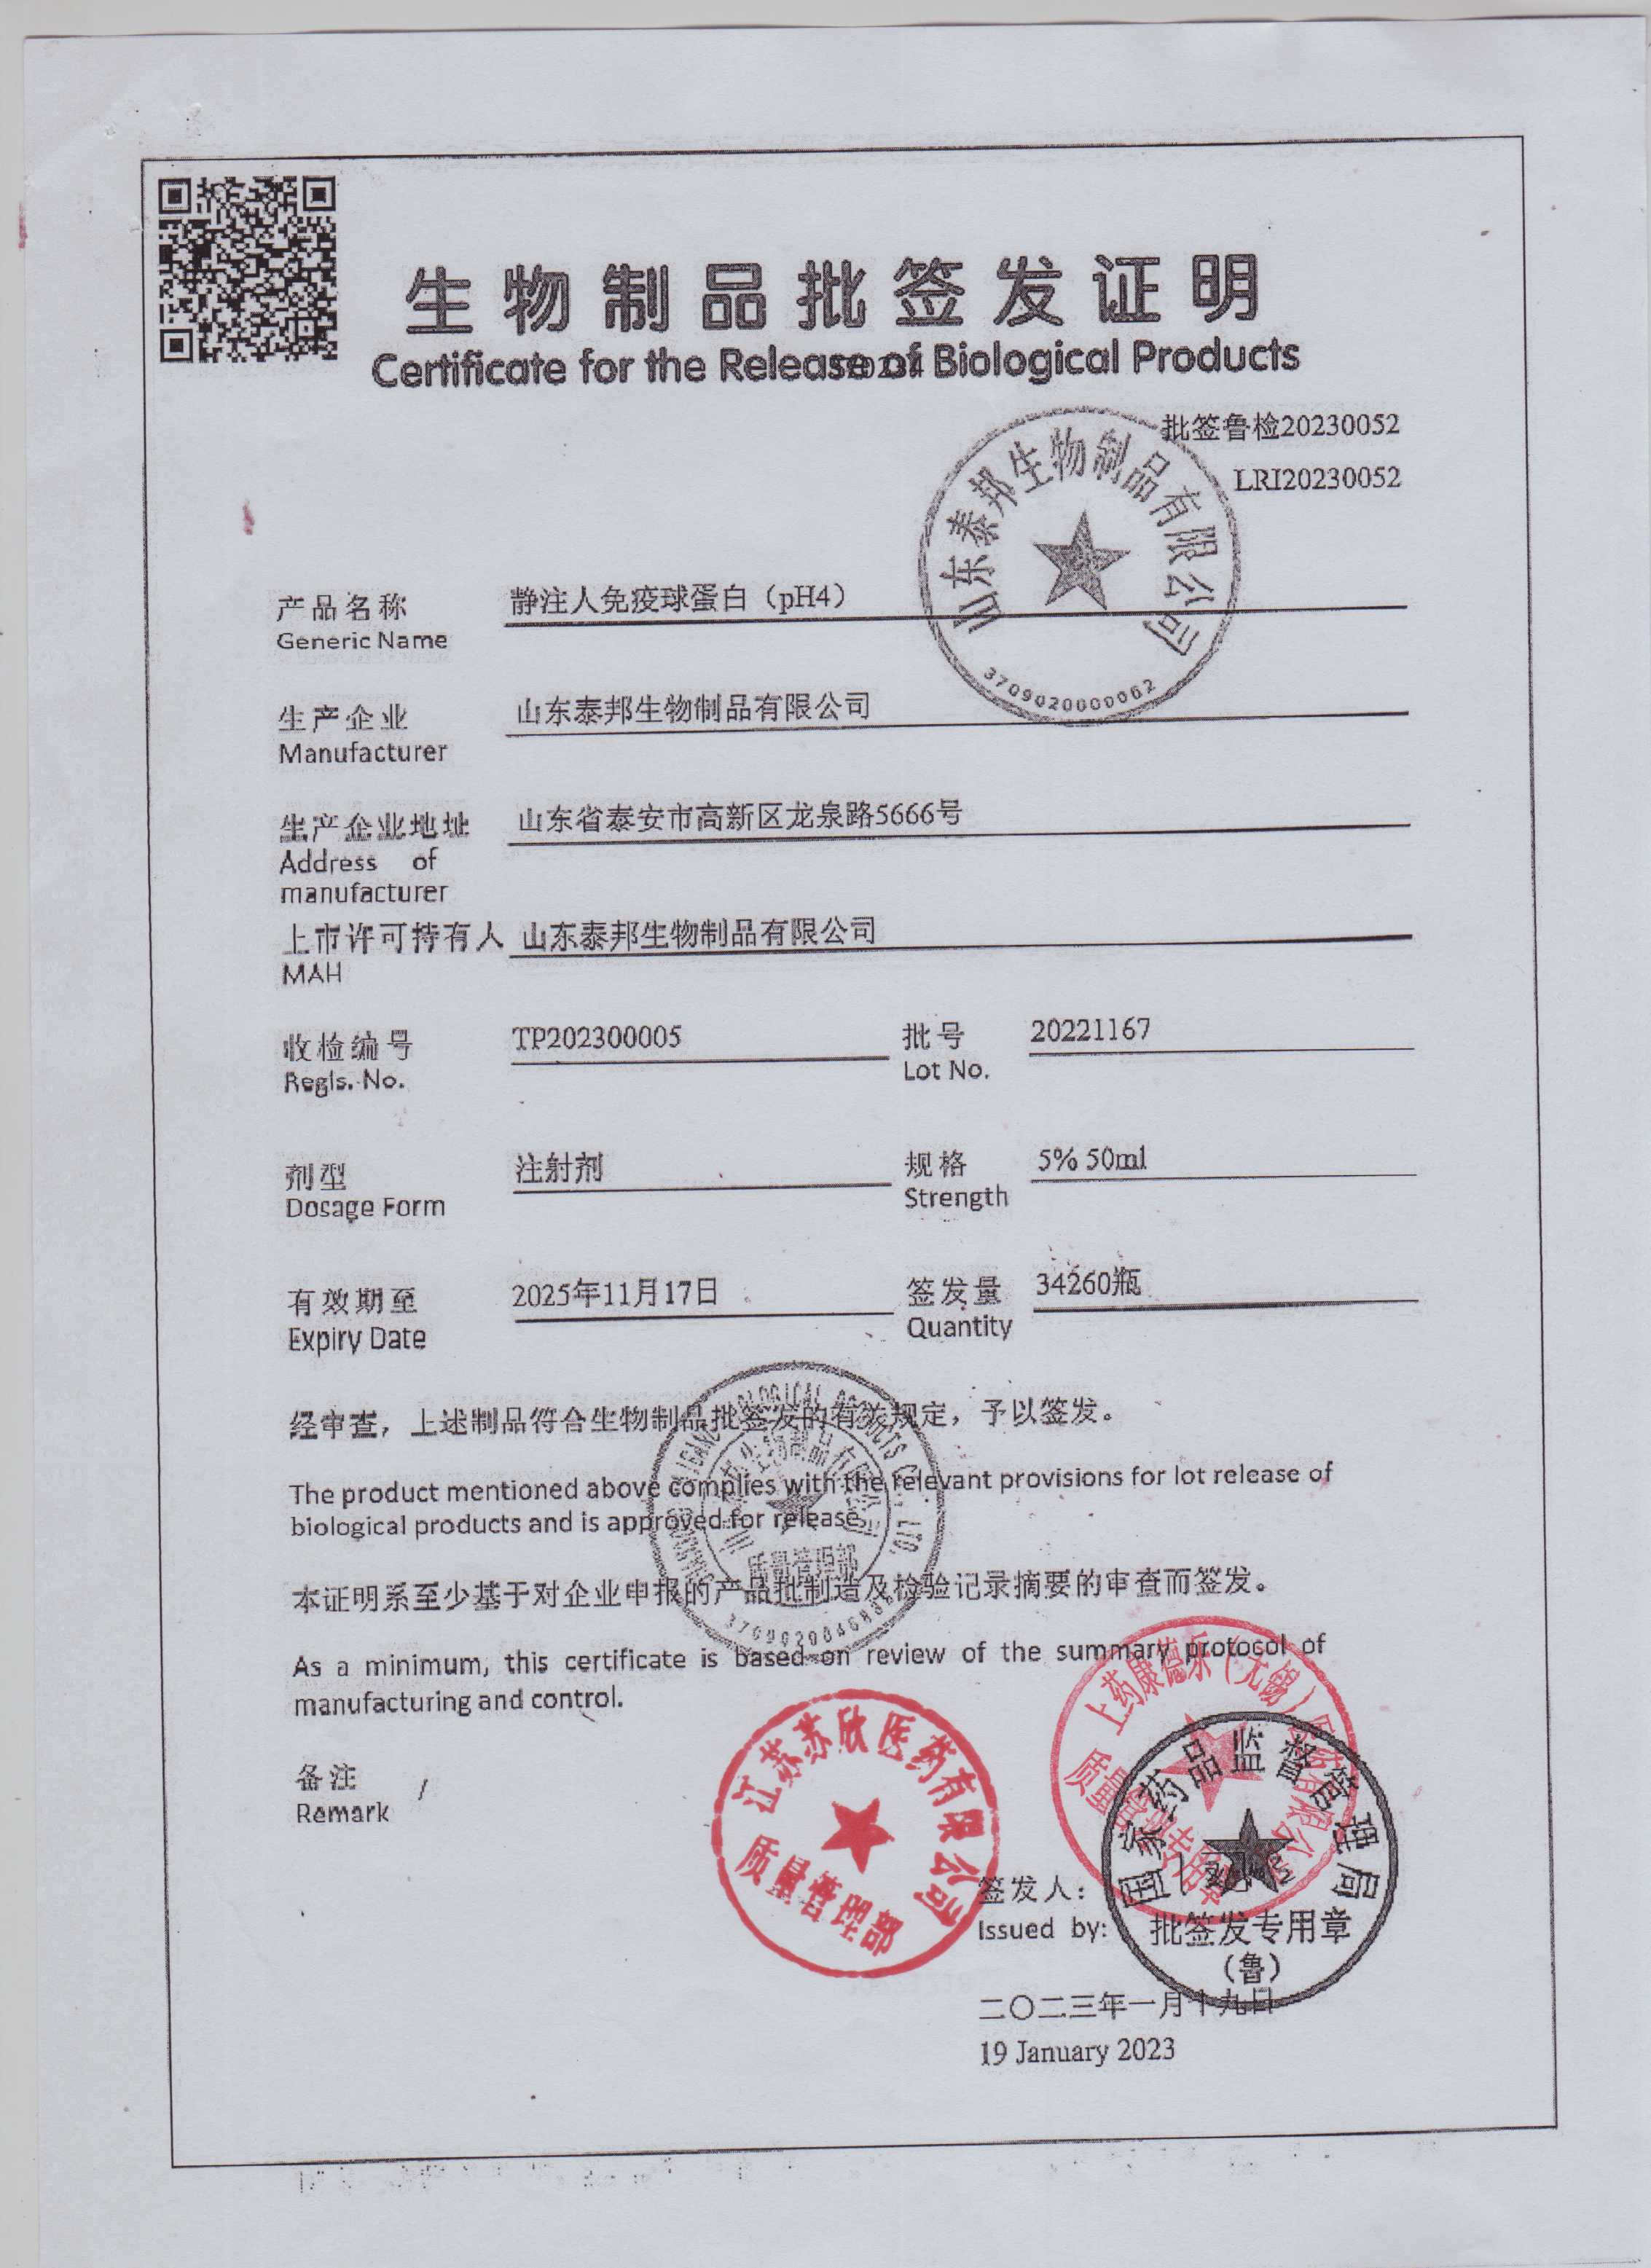 生物制品批签发证明
Certificate for the Release of Biological Products
批签鲁检20230052
LRI20230052
山东泰邦生物制品有限公司
3709020000062
产品名称 静注人免疫球蛋白（pH4）
Generic Name
生产企业 山东泰邦生物制品有限公司
Manufacturer
生产企业地址 山东省泰安市高新区龙泉路5666号
Address of
manufacturer
上市许可持有人 山东泰邦生物制品有限公司
MAH
收检编号 TP202300005 批号 20221167
Regis. No. Lot No.
剂型 注射剂 规格 5% 50ml
Dosage Form Strength
有效期至 2025年11月17日 签发量 34260瓶
Expiry Date Quantity
经审查，上述制品符合生物制品批签发的有关规定，予以签发。
The product mentioned above complies with the relevant provisions for lot release of
biological products and is approved for release.
质量管理部
本证明系至少基于对企业申报的产品批制造及检验记录摘要的审查而签发。
As a minimum, this certificate is based on review of the summary protocol of
manufacturing and control.
备注 /
Remark
江苏苏欣医药有限公司
质量管理部
上药康德乐（无锡）
国家药品监督管理局
签发人：
Issued by:
批签发专用章
（鲁）
二〇二三年一月十九日
19 January 2023